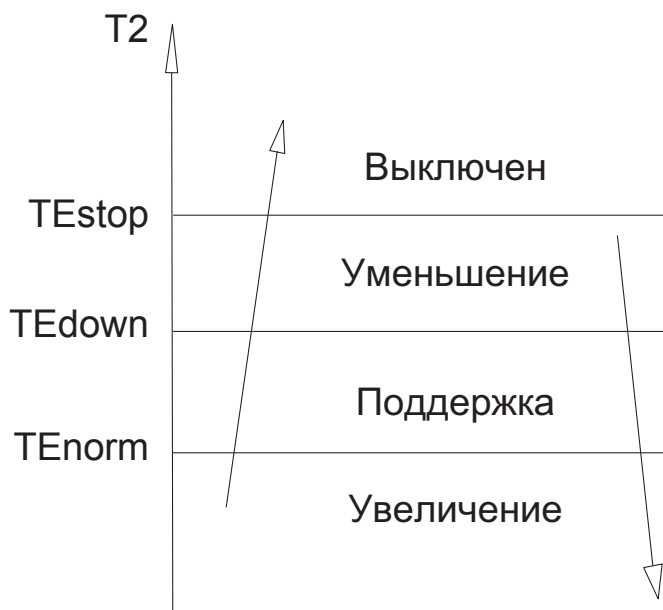 T2
Выключен
TEstop
Уменьшение
TEdown
Поддержка
TEnorm
Увеличение